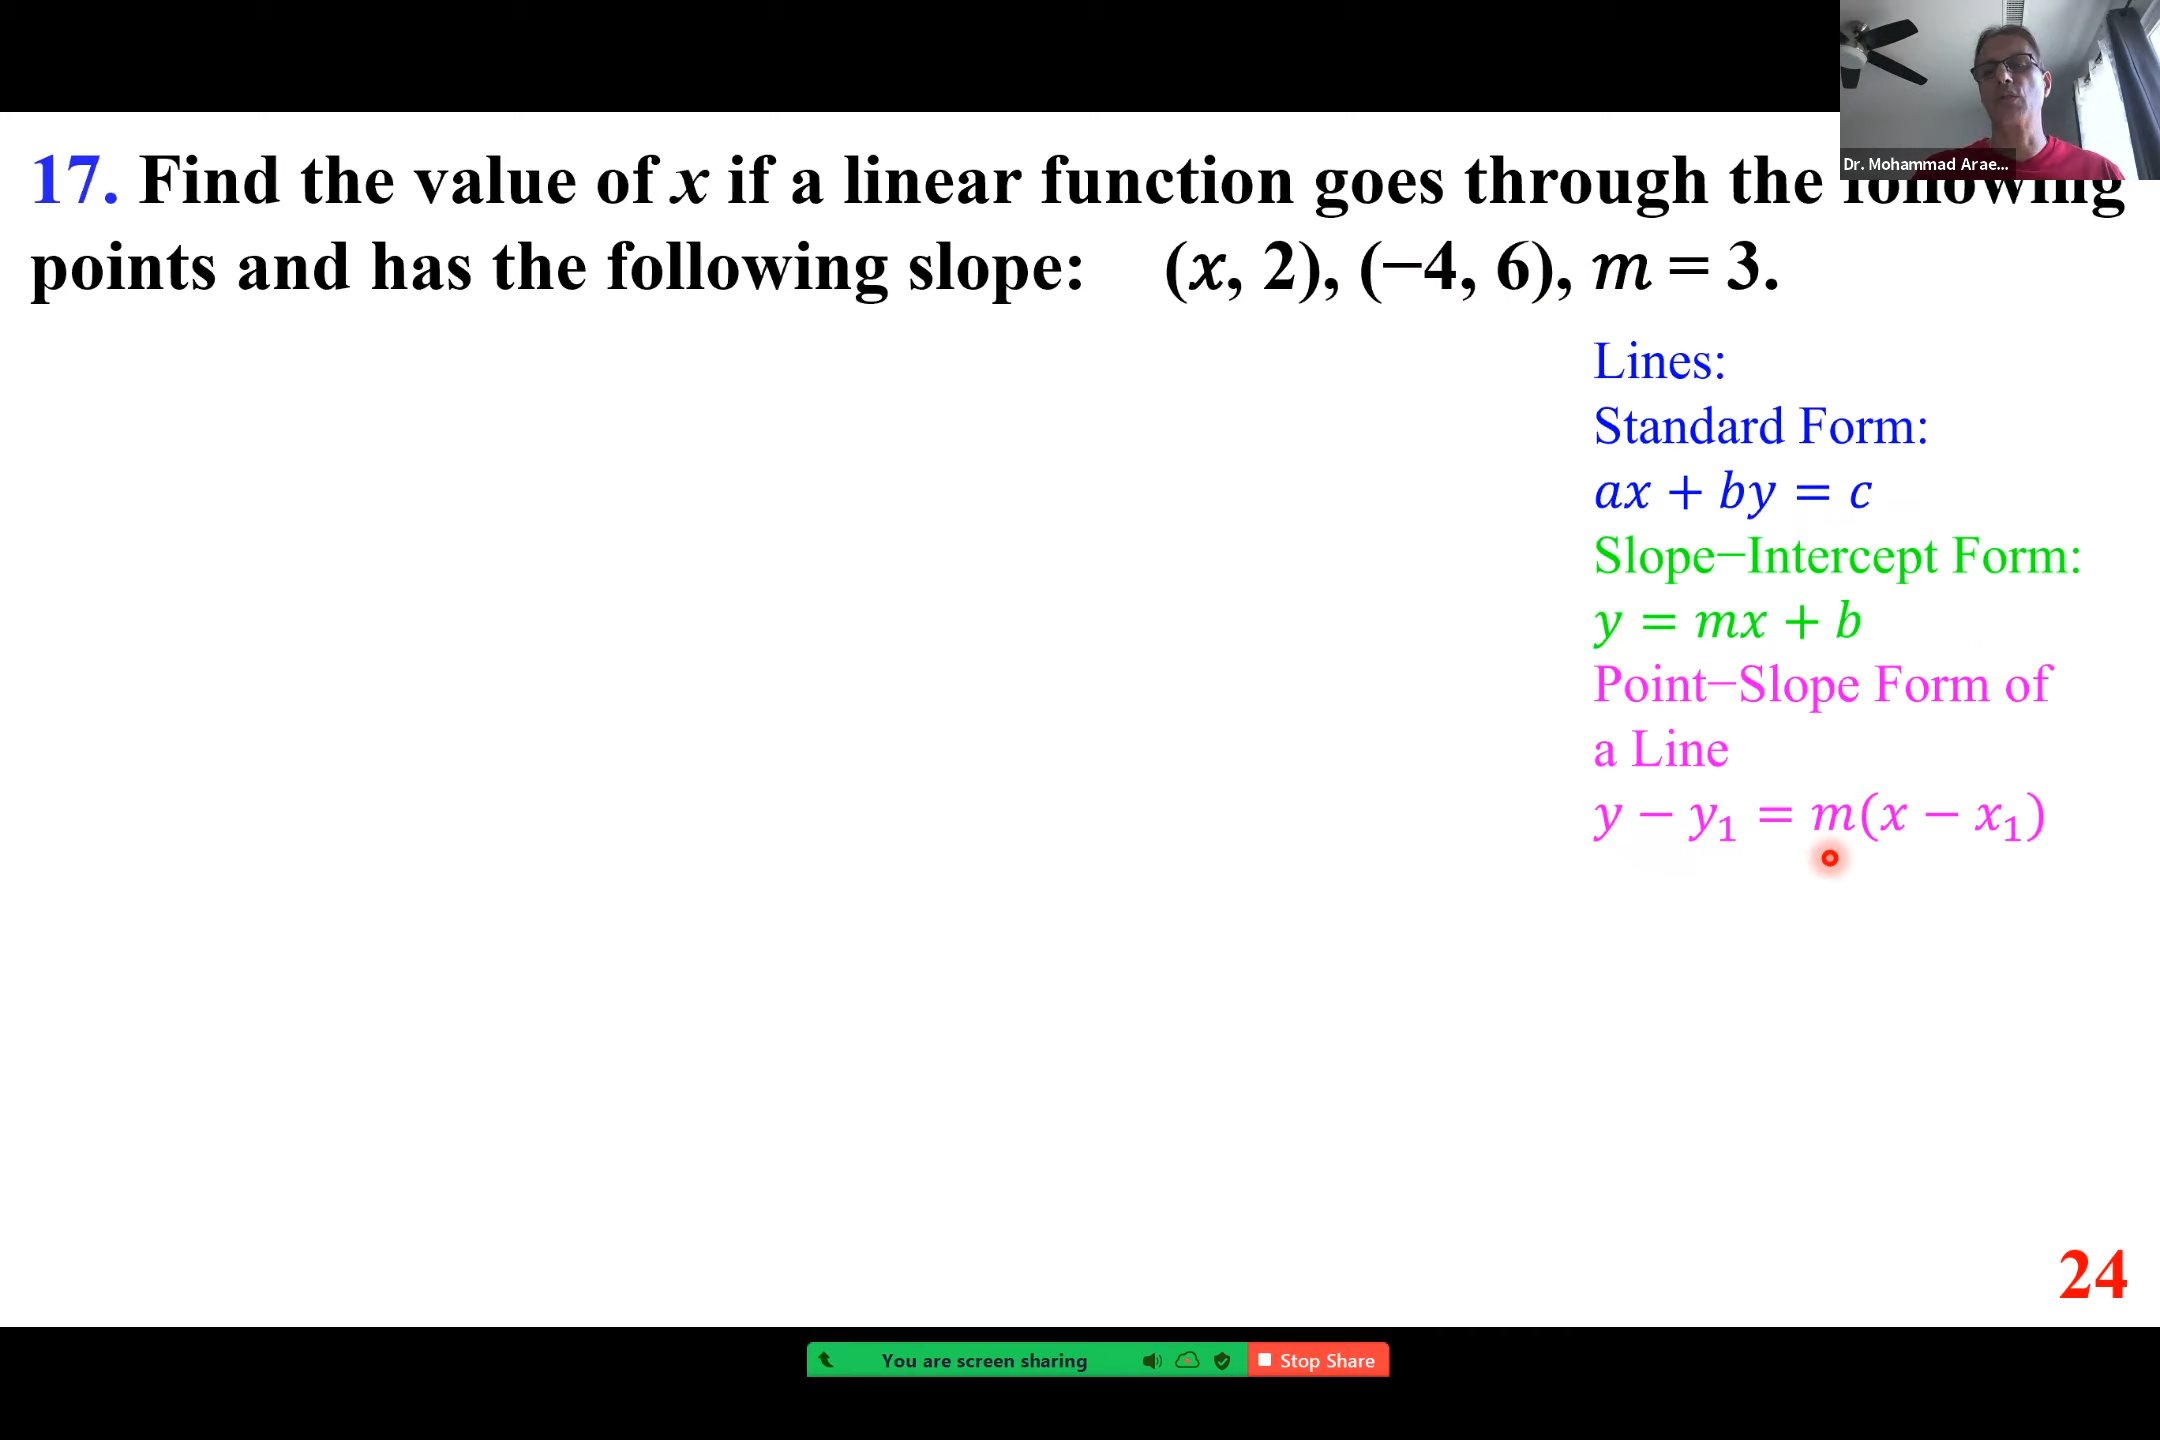 Dr. Mohammad Arae...
17. Find the value of x if a linear function goes through the following
points and has the following slope: (x, 2), (−4, 6), m = 3.
Lines:
Standard Form:
ax + by = c
Slope−Intercept Form:
y = mx + b
Point−Slope Form of
a Line
y − y₁ = m(x − x₁)
24
You are screen sharing
Stop Share